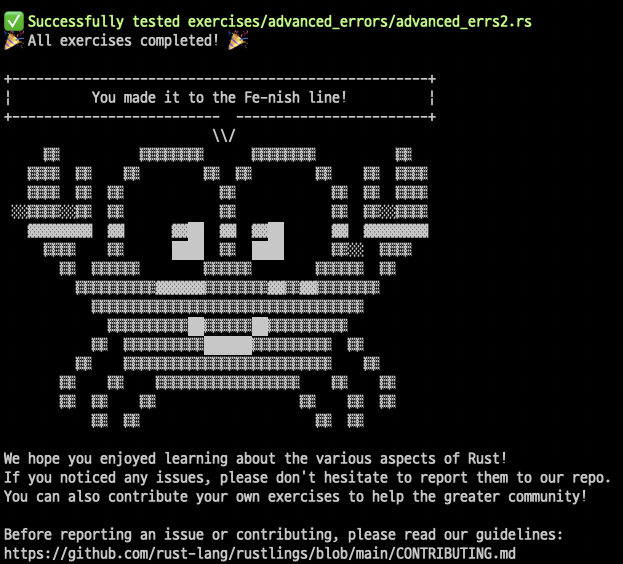 ✅ Successfully tested exercises/advanced_errors/advanced_errs2.rs
🎉 All exercises completed! 🎉
You made it to the Fe-nish line!
We hope you enjoyed learning about the various aspects of Rust!
If you noticed any issues, please don't hesitate to report them to our repo.
You can also contribute your own exercises to help the greater community!
Before reporting an issue or contributing, please read our guidelines:
https://github.com/rust-lang/rustlings/blob/main/CONTRIBUTING.md